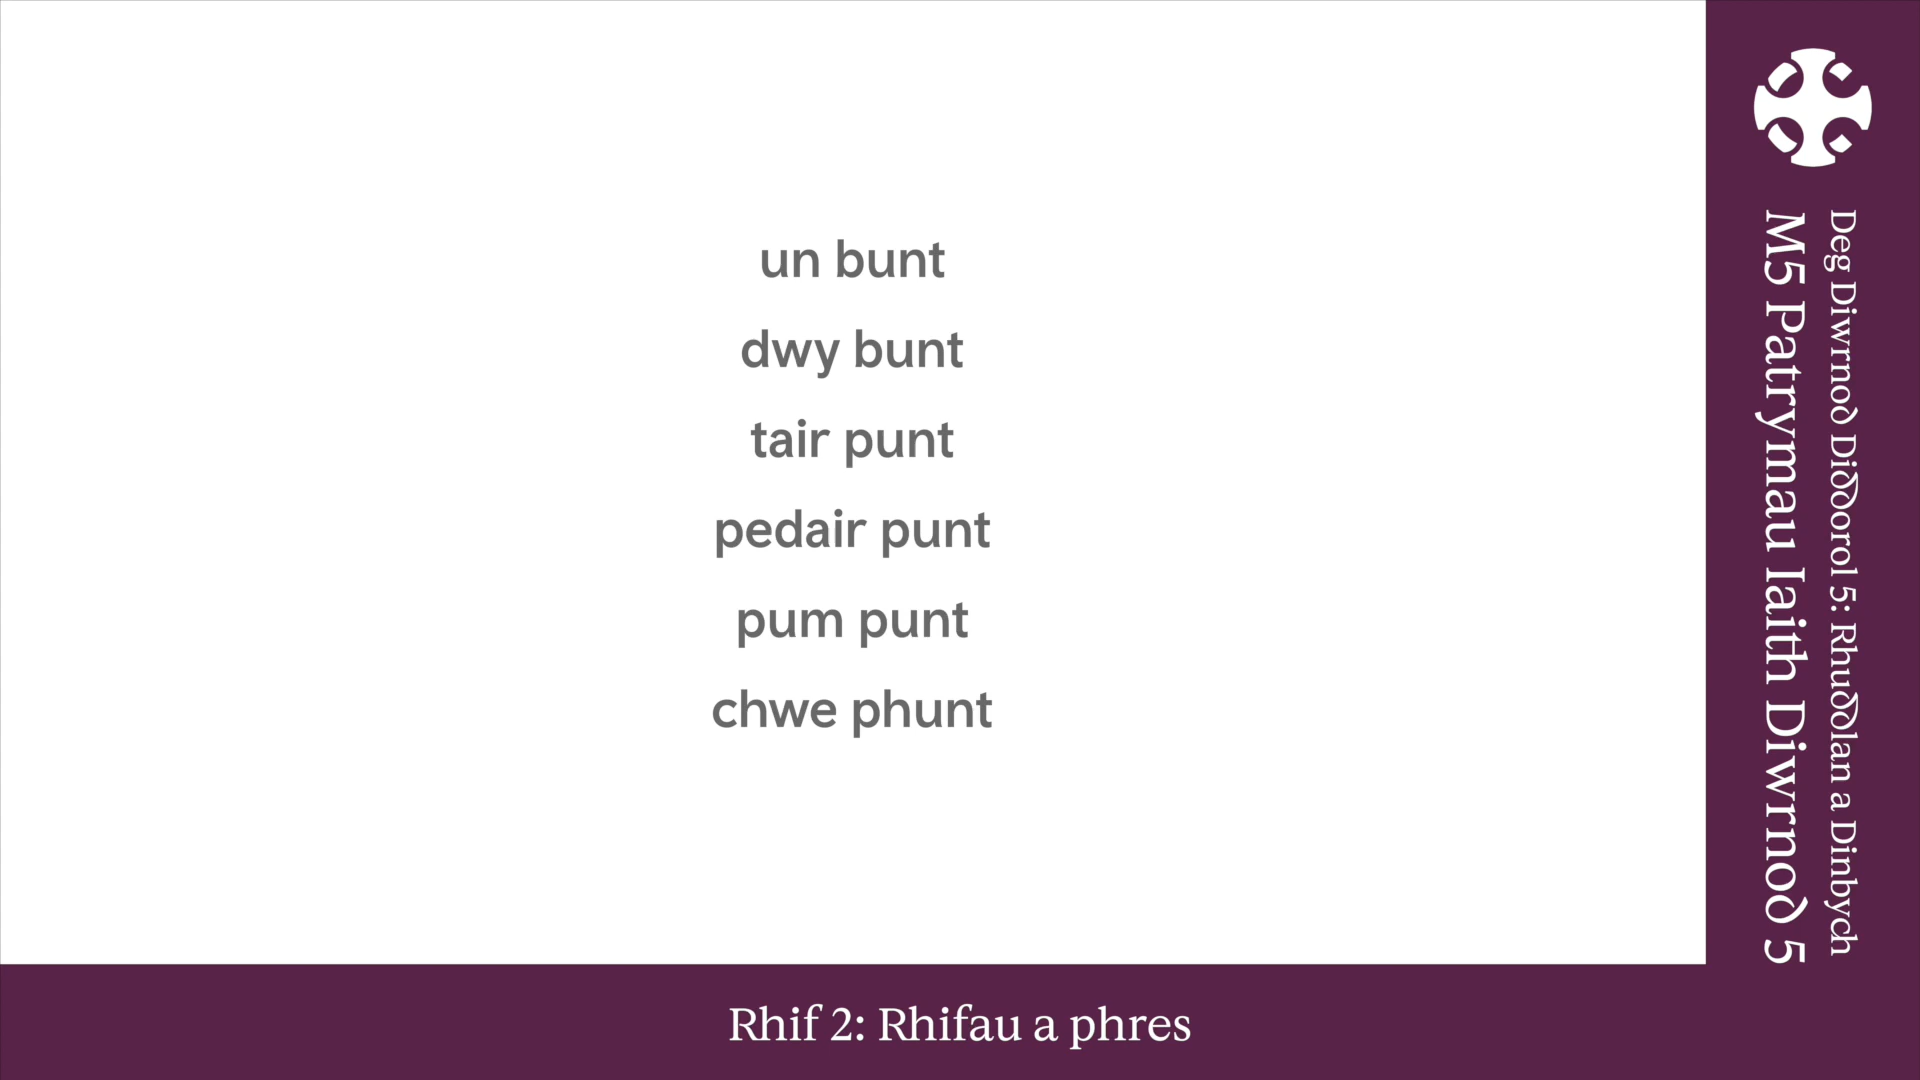 un bunt
dwy bunt
tair punt
pedair punt
pum punt
chwe phunt
Deg Diwrnod Diddorol 5: Rhuddlan a Dinbych
M5 Patrymau Iaith Diwrnod 5
Rhif 2: Rhifau a phres